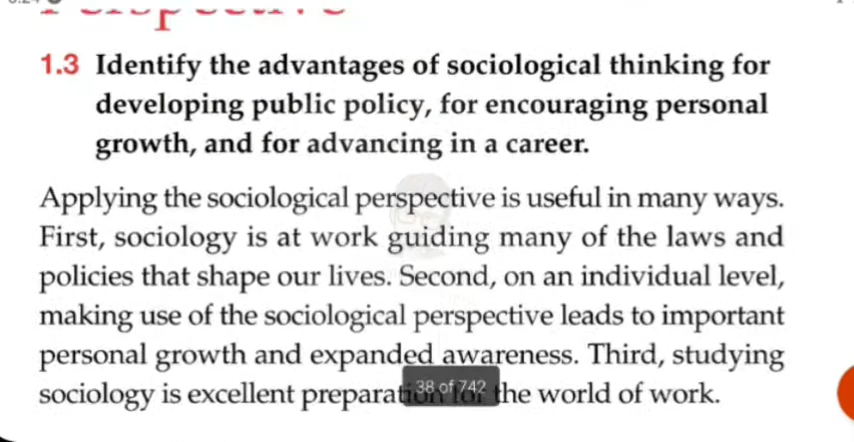 1.3 Identify the advantages of sociological thinking for
developing public policy, for encouraging personal
growth, and for advancing in a career.
Applying the sociological perspective is useful in many ways.
First, sociology is at work guiding many of the laws and
policies that shape our lives. Second, on an individual level,
making use of the sociological perspective leads to important
personal growth and expanded awareness. Third, studying
sociology is excellent preparation for the world of work.
38 of 742